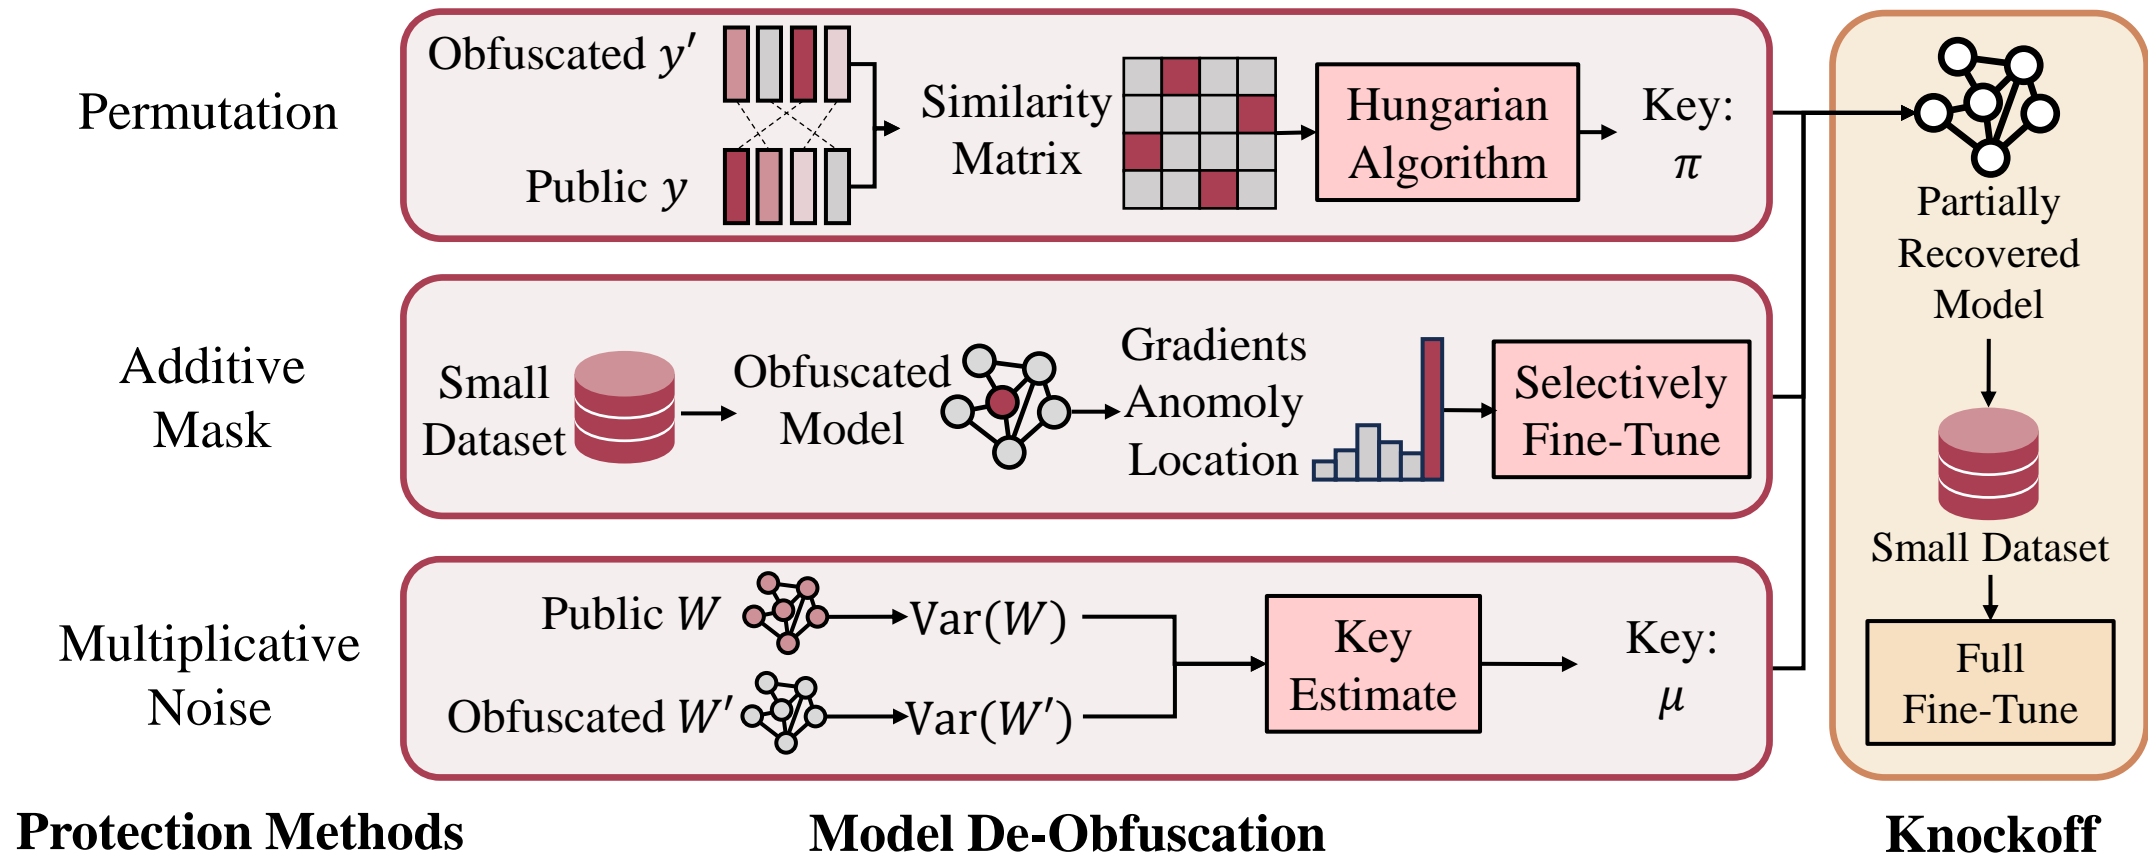 Permutation
Obfuscated y′
Public y
Similarity
Matrix
Hungarian
Algorithm
Key:
π
Additive
Mask
Small
Dataset
Obfuscated
Model
Gradients
Anomoly
Location
Selectively
Fine-Tune
Multiplicative
Noise
Public W
Var(W)
Obfuscated W′
Var(W′)
Key
Estimate
Key:
μ
Partially
Recovered
Model
Small Dataset
Full
Fine-Tune
Protection Methods
Model De-Obfuscation
Knockoff